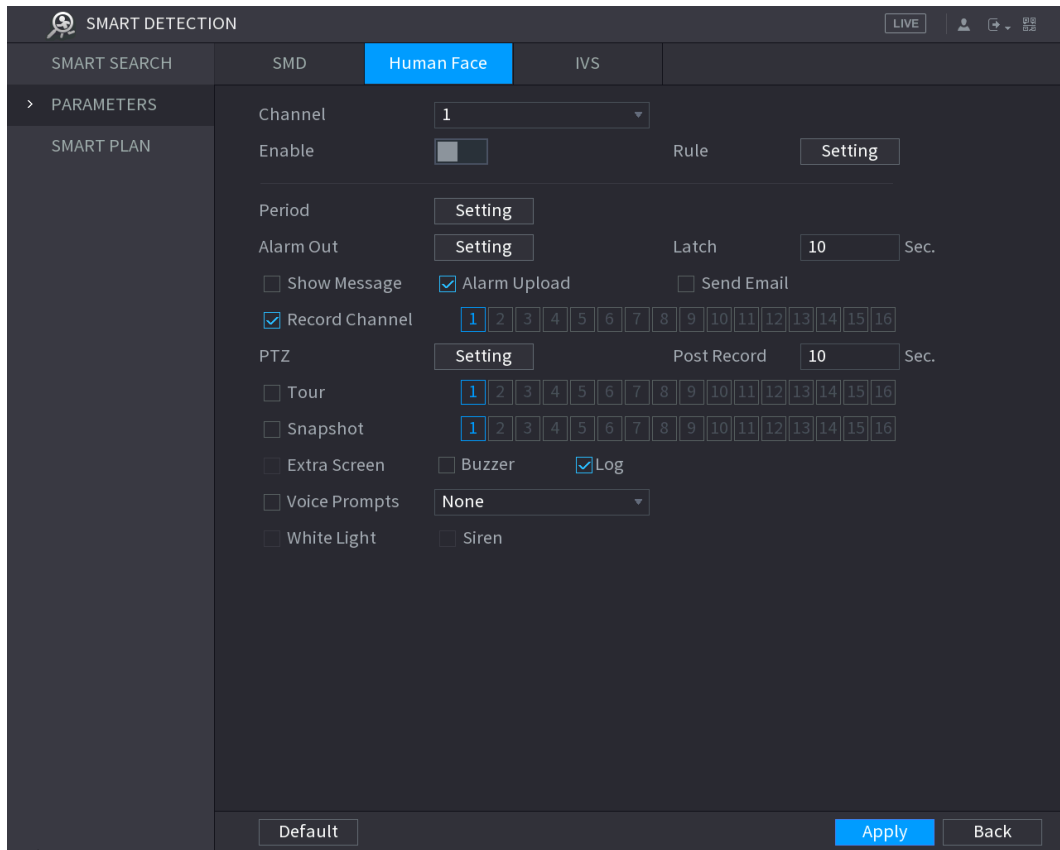 SMART DETECTION LIVE
SMART SEARCH SMD Human Face IVS
PARAMETERS
SMART PLAN
Channel 1
Enable Rule Setting
Period Setting
Alarm Out Setting Latch 10 Sec.
Show Message Alarm Upload Send Email
Record Channel 1 2 3 4 5 6 7 8 9 10 11 12 13 14 15 16
PTZ Setting Post Record 10 Sec.
Tour 1 2 3 4 5 6 7 8 9 10 11 12 13 14 15 16
Snapshot 1 2 3 4 5 6 7 8 9 10 11 12 13 14 15 16
Extra Screen Buzzer Log
Voice Prompts None
White Light Siren
Default Apply Back